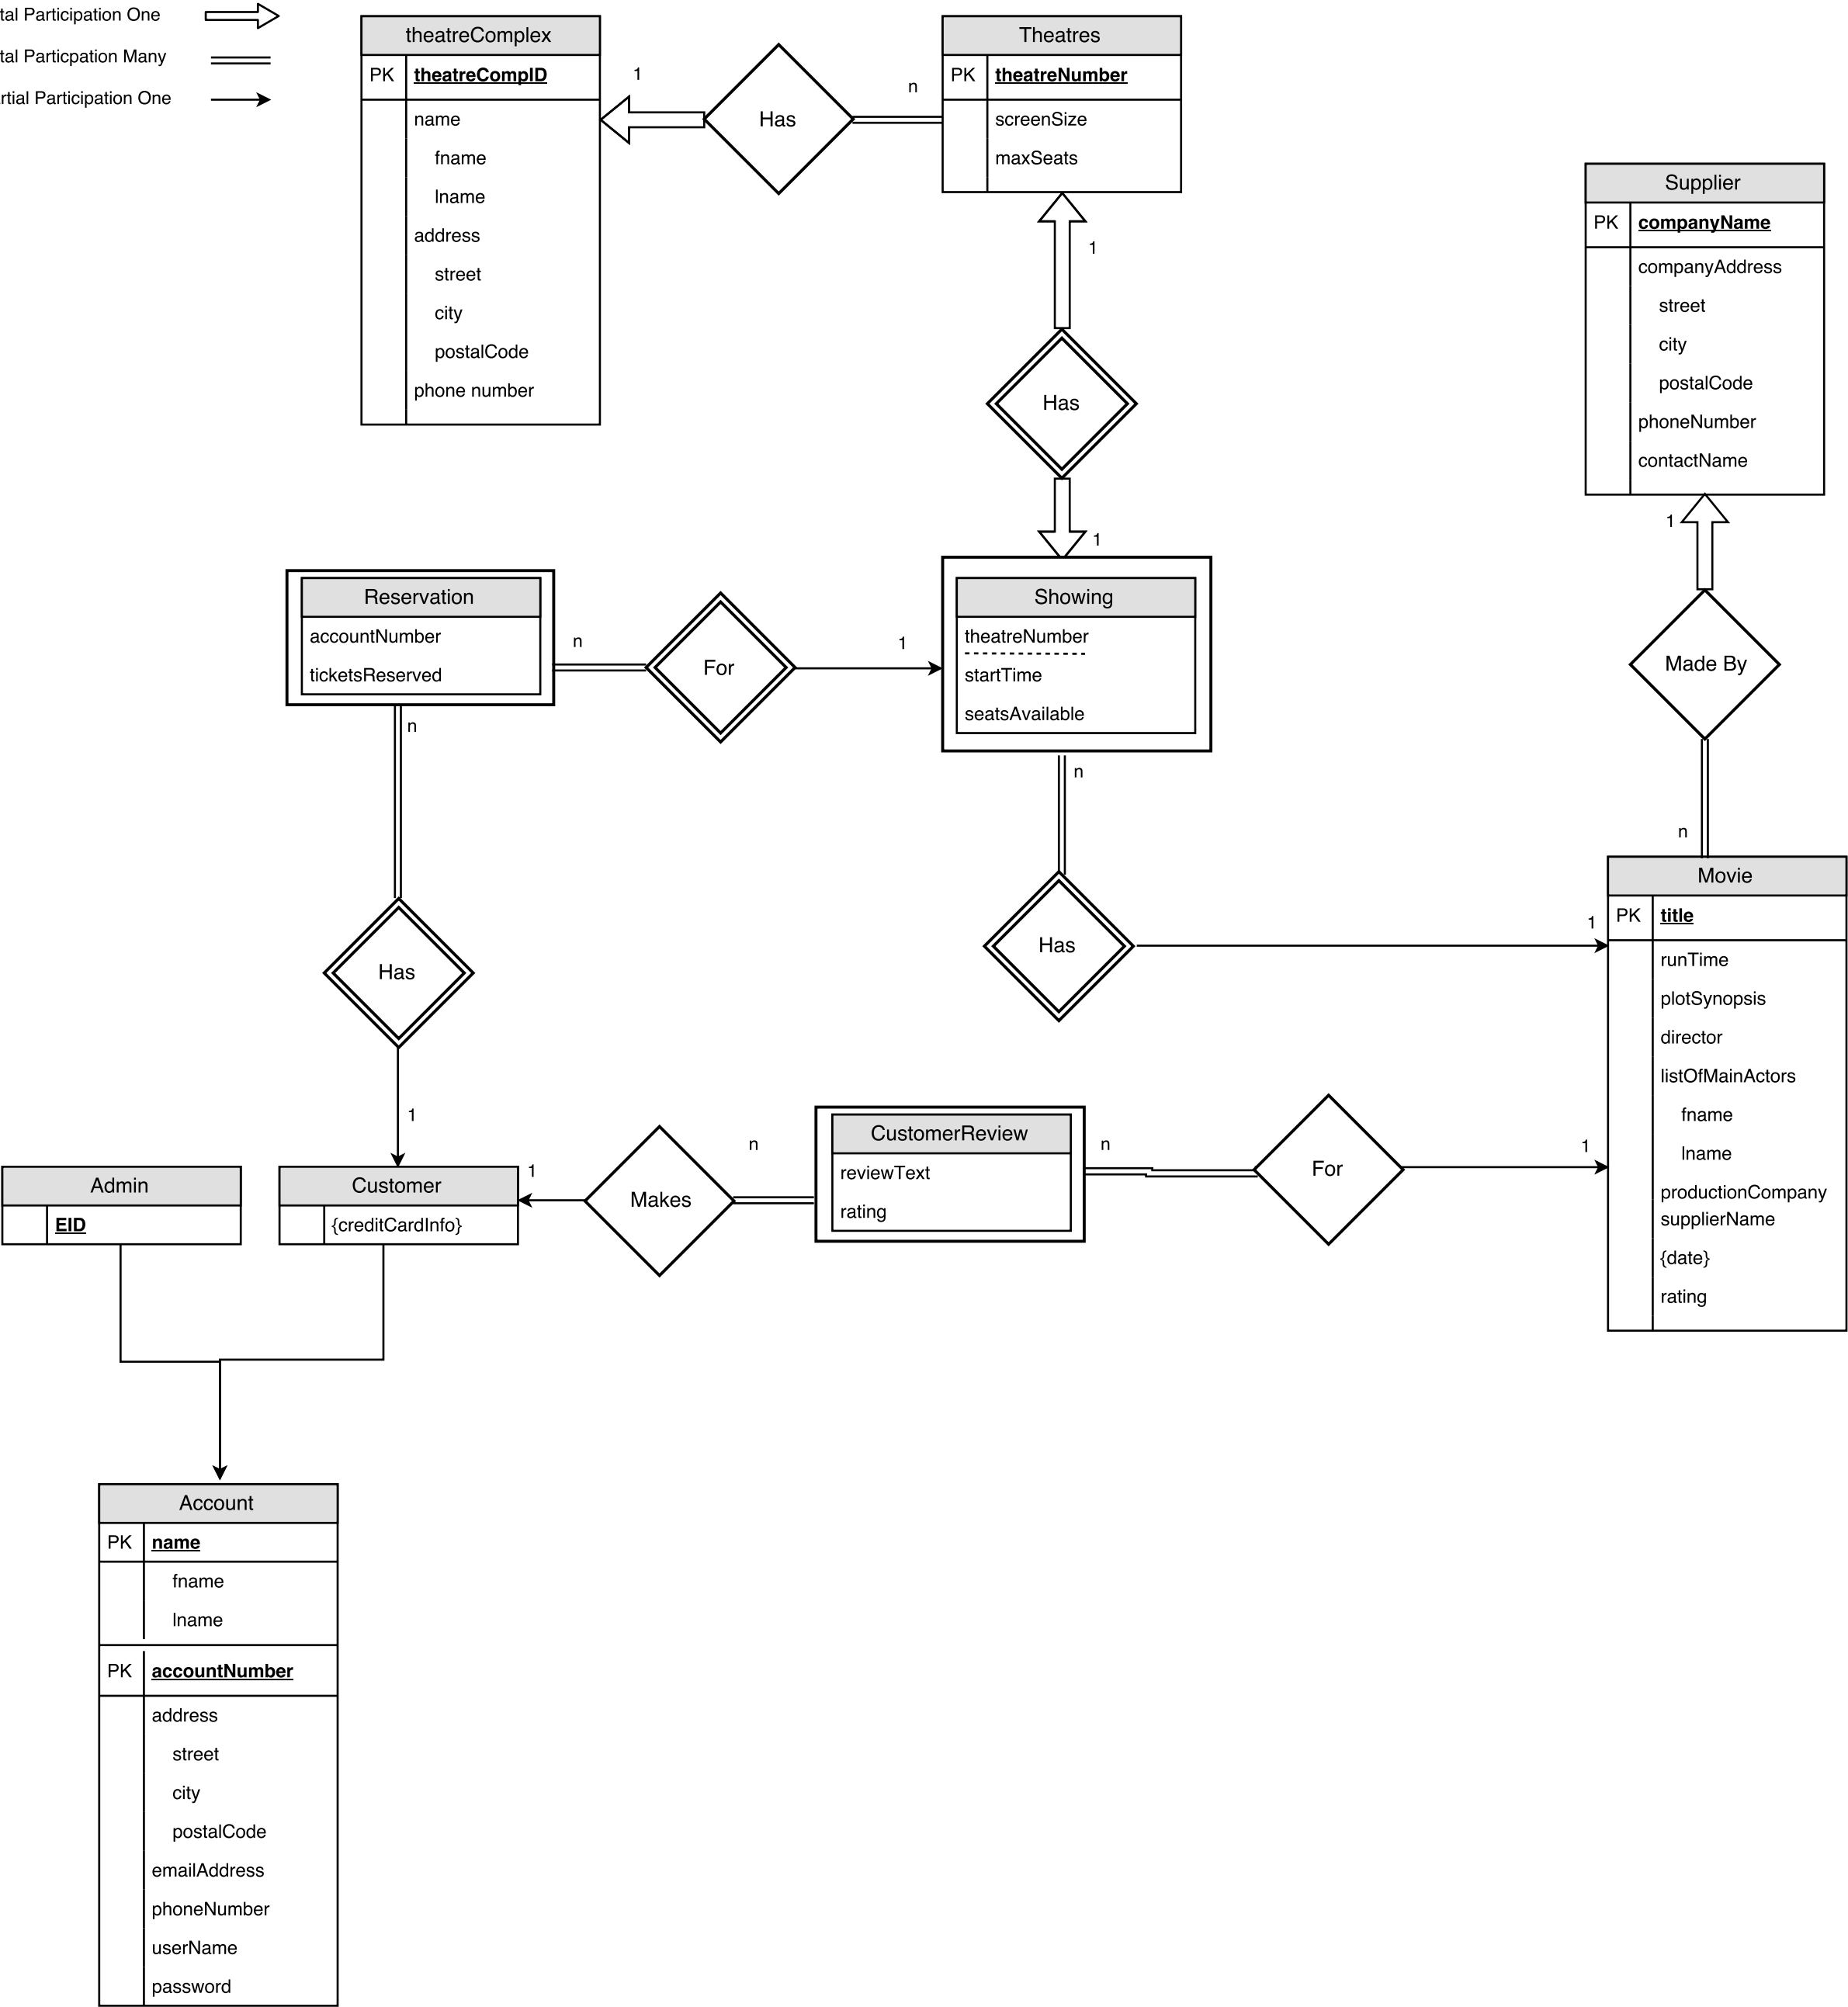 tal Participation One
tal Particpation Many
rtial Participation One
theatreComplex
PK theatreCompID
name
fname
lname
address
street
city
postalCode
phone number
1
Has
n
Theatres
PK theatreNumber
screenSize
maxSeats
1
Has
1
Supplier
PK companyName
companyAddress
street
city
postalCode
phoneNumber
contactName
1
Made By
n
Reservation
accountNumber
ticketsReserved
n
For
1
Showing
theatreNumber
startTime
seatsAvailable
n
Has
1
n
Has
1
Movie
PK title
runTime
plotSynopsis
director
listOfMainActors
fname
lname
productionCompany
supplierName
{date}
rating
Admin
EID
Customer
{creditCardInfo}
1
Makes
n
CustomerReview
reviewText
rating
n
For
1
Account
PK name
fname
lname
PK accountNumber
address
street
city
postalCode
emailAddress
phoneNumber
userName
password